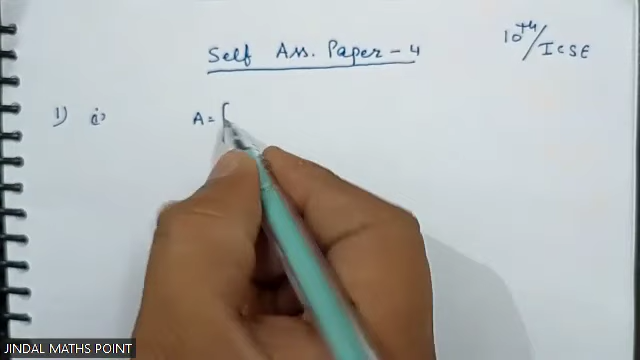 Self Ass. Paper - 4
10th/ICSE
1) (i) A = [
JINDAL MATHS POINT